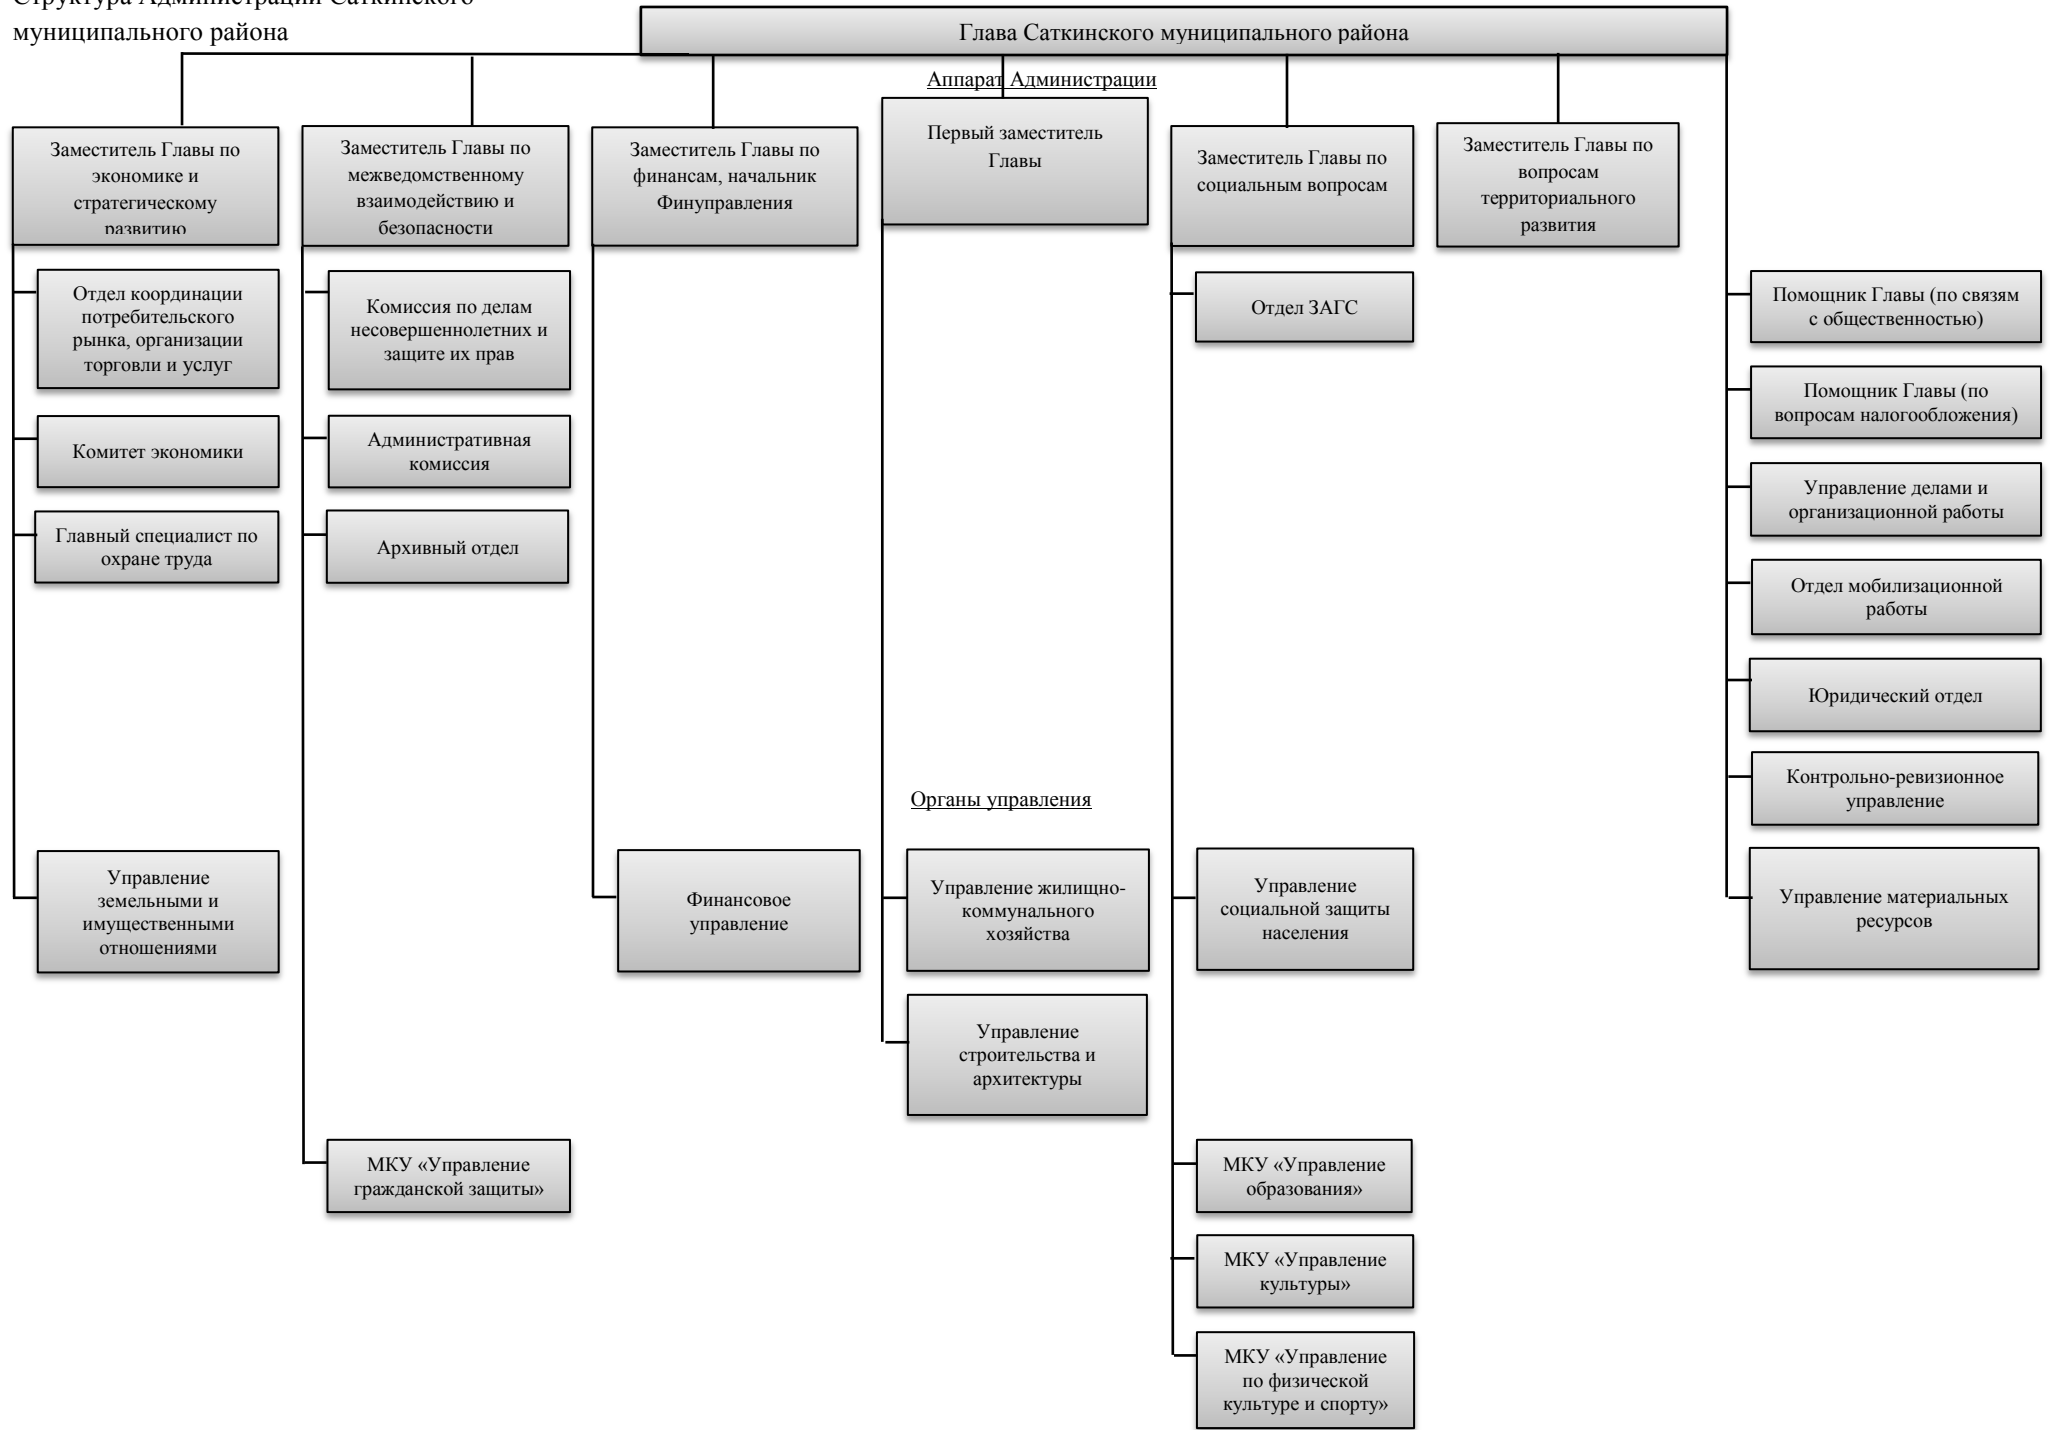 Структура Администрации Саткинского
муниципального района
Глава Саткинского муниципального района
Аппарат Администрации
Заместитель Главы по
экономике и
стратегическому
развитию
Заместитель Главы по
межведомственному
взаимодействию и
безопасности
Заместитель Главы по
финансам, начальник
Финуправления
Первый заместитель
Главы
Заместитель Главы по
социальным вопросам
Заместитель Главы по
вопросам
территориального
развития
Отдел координации
потребительского
рынка, организации
торговли и услуг
Комиссия по делам
несовершеннолетних и
защите их прав
Отдел ЗАГС
Помощник Главы (по связям
с общественностью)
Помощник Главы (по
вопросам налогообложения)
Комитет экономики
Административная
комиссия
Управление делами и
организационной работы
Главный специалист по
охране труда
Архивный отдел
Отдел мобилизационной
работы
Юридический отдел
Контрольно-ревизионное
управление
Органы управления
Управление
земельными и
имущественными
отношениями
Финансовое
управление
Управление жилищно-
коммунального
хозяйства
Управление
социальной защиты
населения
Управление материальных
ресурсов
Управление
строительства и
архитектуры
МКУ «Управление
гражданской защиты»
МКУ «Управление
образования»
МКУ «Управление
культуры»
МКУ «Управление
по физической
культуре и спорту»